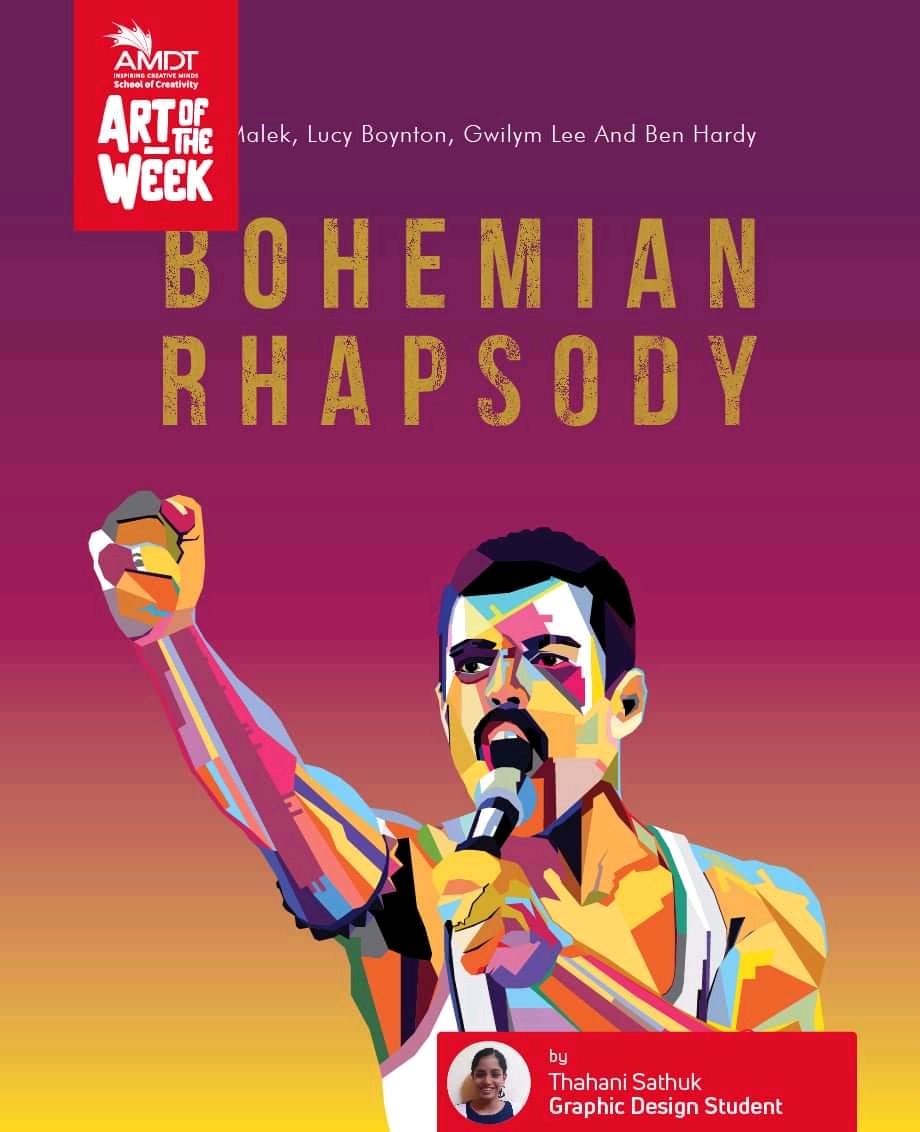 AMDT
INSPIRING CREATIVE MINDS
School of Creativity
ART OF
THE
WEEK
Malek, Lucy Boynton, Gwilym Lee And Ben Hardy
BOHEMIAN
RHAPSODY
by
Thahani Sathuk
Graphic Design Student